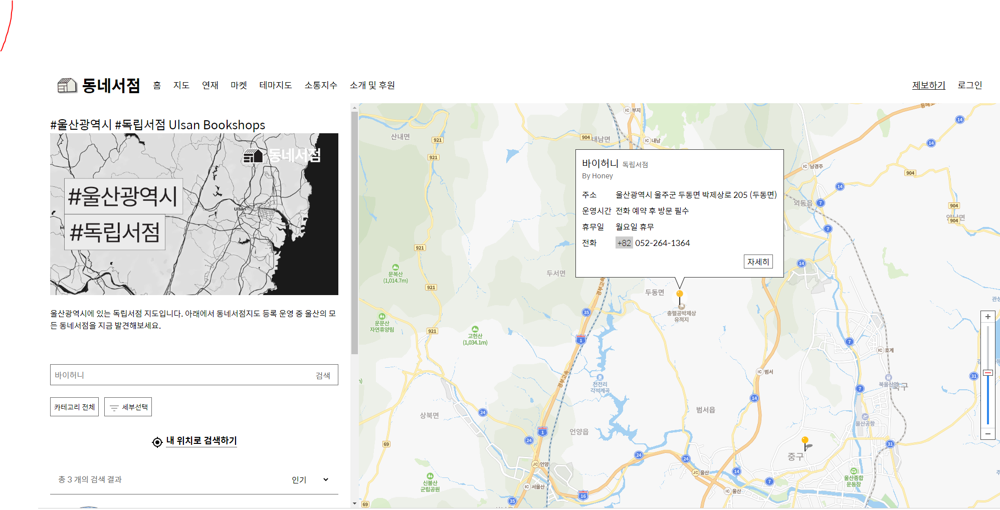 동네서점 홈 지도 연재 마켓 테마지도 소통지수 소개 및 후원 제보하기 로그인
#울산광역시 #독립서점 Ulsan Bookshops
동네서점
#울산광역시
Ulsan
#독립서점
울산광역시에 있는 독립서점 지도입니다. 아래에서 동네서점지도 등록 운영 중 울산의 모
든 동네서점을 지금 발견해보세요.
바이허니 검색
카테고리 전체 세부선택
내 위치로 검색하기
총 3 개의 검색 결과 인기
바이허니 독립서점
By Honey
주소 울산광역시 울주군 두동면 박제상로 205 (두동면)
운영시간 전화 예약 후 방문 필수
휴무일 월요일 휴무
전화 +82 052-264-1364
자세히
IC 부지
14
산내면
921
904
내남면
IC 내남
14
921
IC 남경주
904
14
외동읍
7
904
904
7
921
14
문복산
(1,014.7m)
두서면
921
경부고속
두동면
충렬공박제상
유적지
35
운문산
자연휴양림
921
고헌산
(1,034.1m)
1
7
IC 호계
IC 범서
경부고속
천전리
각석계곡
31
북울산역
북구
7
14
범서읍
상북면
24
울산공항
언양읍
1
24
69
31
24
24
중구
JC 언양
JC 울산
14
울산종합
운동장
7
신불산
군립공원
IC 서울산
IC 울산
16
35
69
+
−